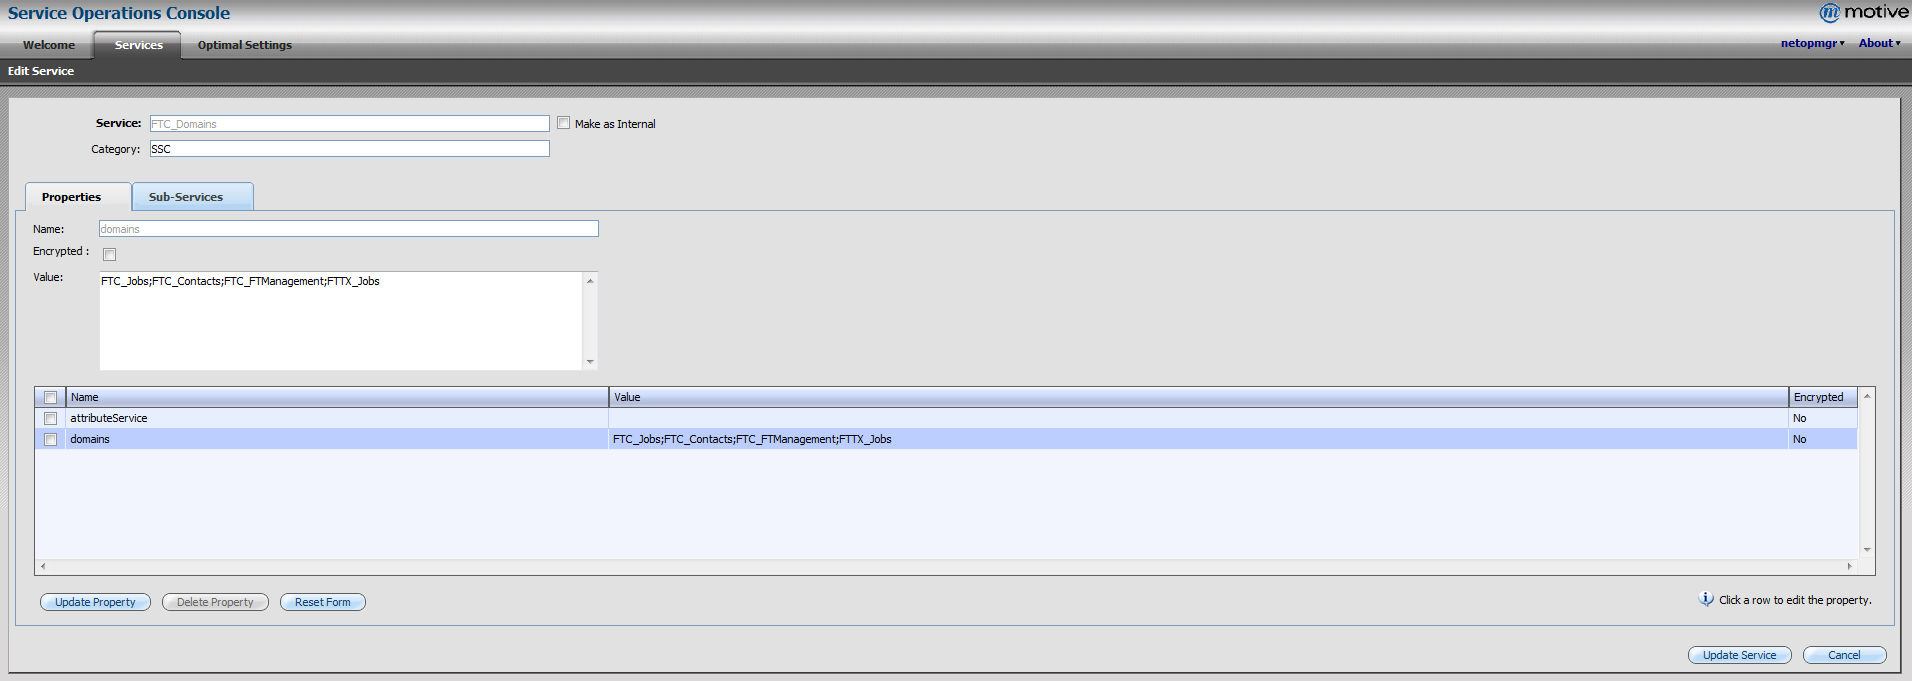 Service Operations Console
motive
Welcome
Services
Optimal Settings
netopmgr
About
Edit Service
Service: FTC_Domains
Make as Internal
Category: SSC
Properties
Sub-Services
Name: domains
Encrypted :
Value: FTC_Jobs;FTC_Contacts;FTC_FTManagement;FTTX_Jobs
Name Value Encrypted
attributeService No
domains FTC_Jobs;FTC_Contacts;FTC_FTManagement;FTTX_Jobs No
Update Property
Delete Property
Reset Form
Click a row to edit the property.
Update Service
Cancel